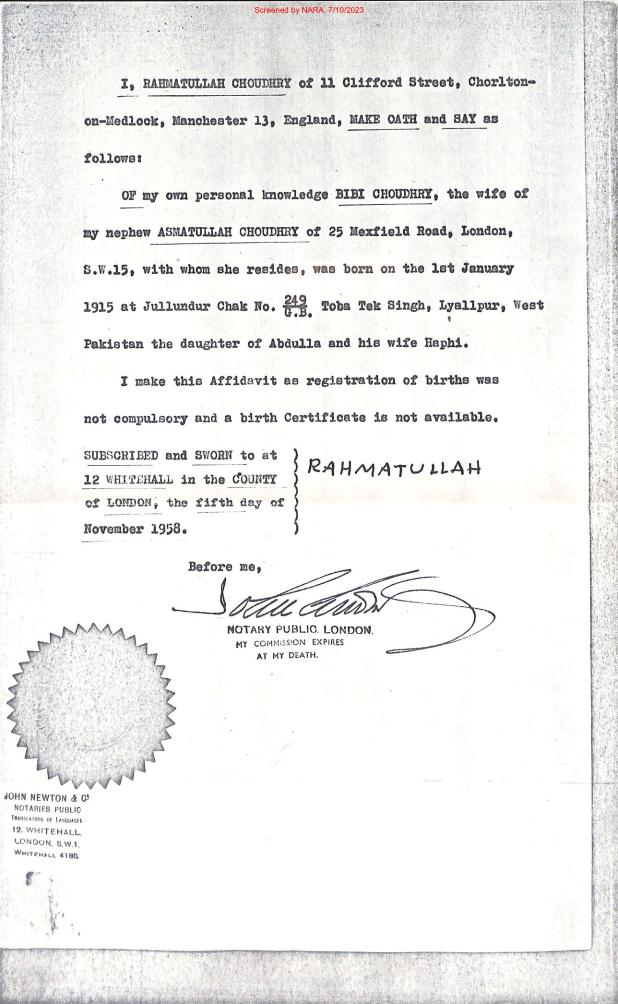 Screened by NARA, 7/10/2023
I, RAHMATULLAH CHOUDHRY of 11 Clifford Street, Chorlton-
on-Medlock, Manchester 13, England, MAKE OATH and SAY as
follows:
OF my own personal knowledge BIBI CHOUDHRY, the wife of
my nephew ASMATULLAH CHOUDHRY of 25 Mexfield Road, London,
S.W.15, with whom she resides, was born on the 1st January
1915 at Jullundur Chak No. 249/G.B. Toba Tek Singh, Lyallpur, West
Pakistan the daughter of Abdulla and his wife Haphi.
I make this Affidavit as registration of births was
not compulsory and a birth Certificate is not available.
SUBSCRIBED and SWORN to at
12 WHITEHALL in the COUNTY
of LONDON, the fifth day of
November 1958.
RAHMATULLAH
Before me,
NOTARY PUBLIC. LONDON.
MY COMMISSION EXPIRES
AT MY DEATH.
JOHN NEWTON & Co
NOTARIES PUBLIC
TRANSLATORS OF LANGUAGES
12. WHITEHALL,
LONDON, S.W.1.
WHITEHALL 4180.